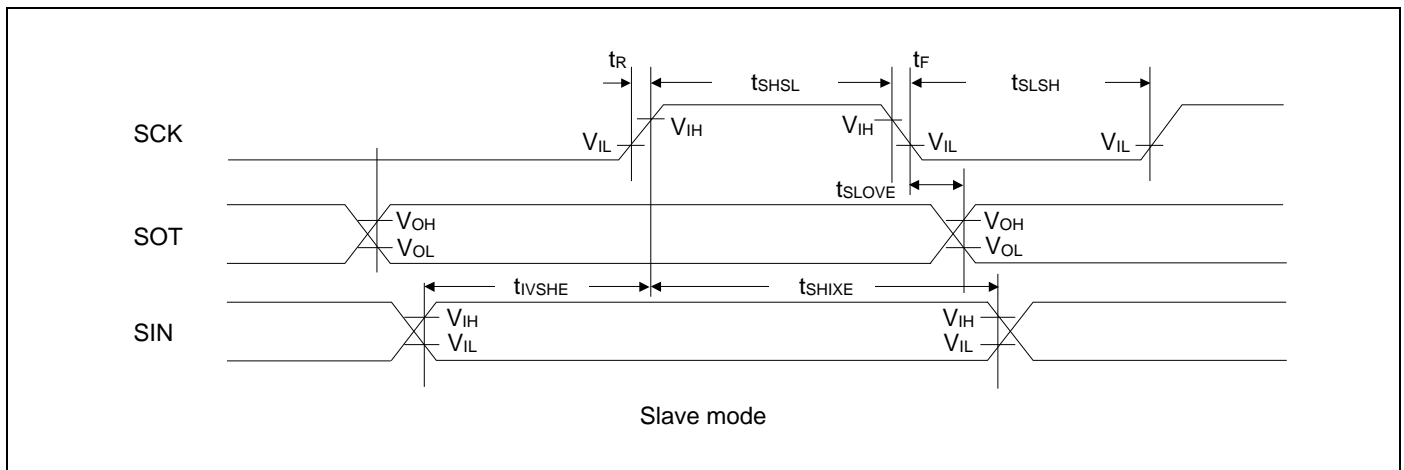 tR tF
tSHSL tSLSH
SCK VIL VIH VIH VIL VIL
tSLOVE
SOT VOH VOL VOH VOL
tIVSHE tSHIXE
SIN VIH VIL VIH VIL
Slave mode